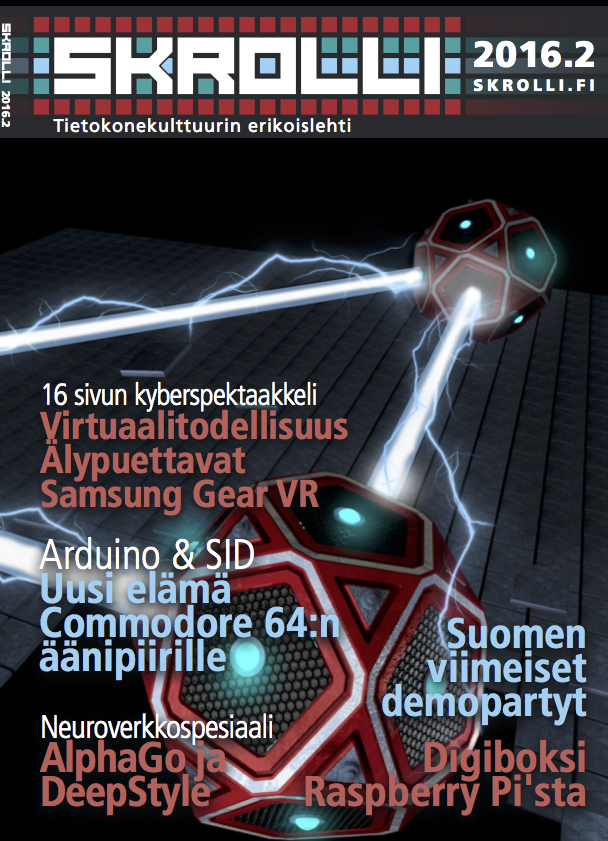 SKROLLI 2016.2
SKROLLI
2016.2
SKROLLI.FI
Tietokonekulttuurin erikoislehti
16 sivun kyberspektaakkeli
Virtuaalitodellisuus
Älypuettavat
Samsung Gear VR
Arduino & SID
Uusi elämä
Commodore 64:n
äänipiirille
Suomen
viimeiset
demopartyt
Neuroverkkospesiaali
AlphaGo ja
DeepStyle
Digiboksi
Raspberry Pi'sta